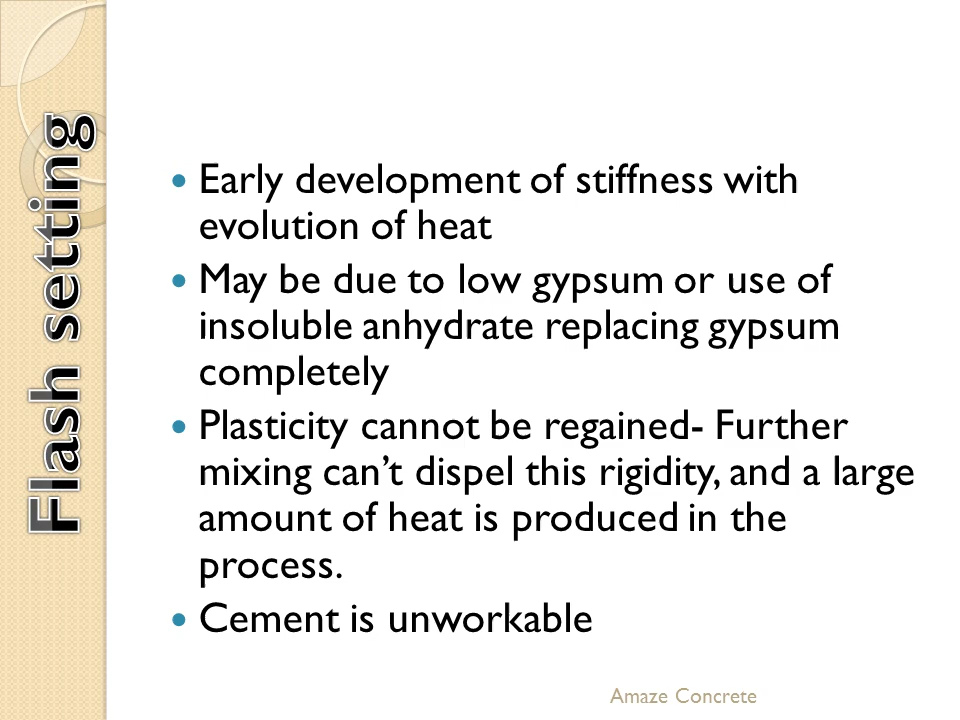 Flash setting
• Early development of stiffness with
evolution of heat
• May be due to low gypsum or use of
insoluble anhydrate replacing gypsum
completely
• Plasticity cannot be regained- Further
mixing can’t dispel this rigidity, and a large
amount of heat is produced in the
process.
• Cement is unworkable
Amaze Concrete